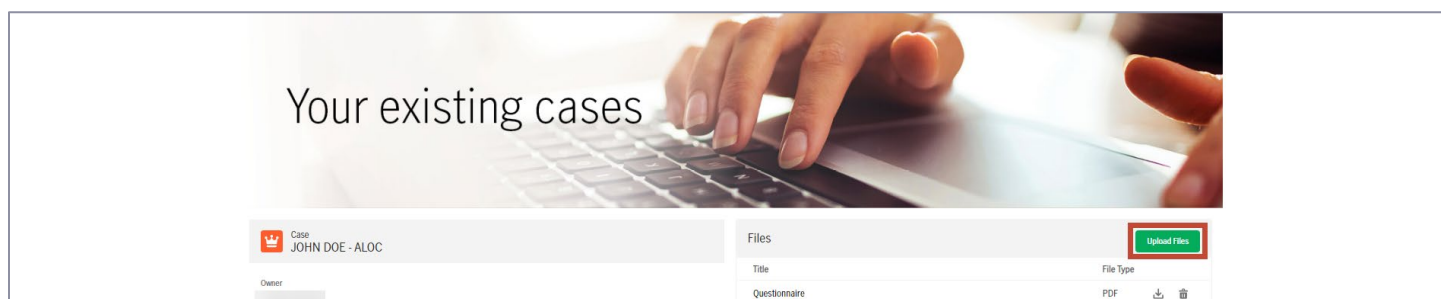 Your existing cases
Case
JOHN DOE - ALOC
Owner
Files
Upload Files
Title
File Type
Questionnaire
PDF